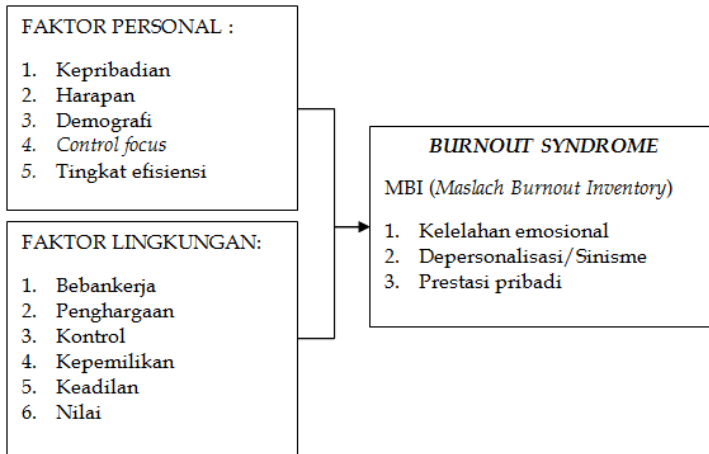 FAKTOR PERSONAL :
1. Kepribadian
2. Harapan
3. Demografi
4. Control focus
5. Tingkat efisiensi
FAKTOR LINGKUNGAN:
1. Bebankerja
2. Penghargaan
3. Kontrol
4. Kepemilikan
5. Keadilan
6. Nilai
BURNOUT SYNDROME
MBI (Maslach Burnout Inventory)
1. Kelelahan emosional
2. Depersonalisasi/Sinisme
3. Prestasi pribadi